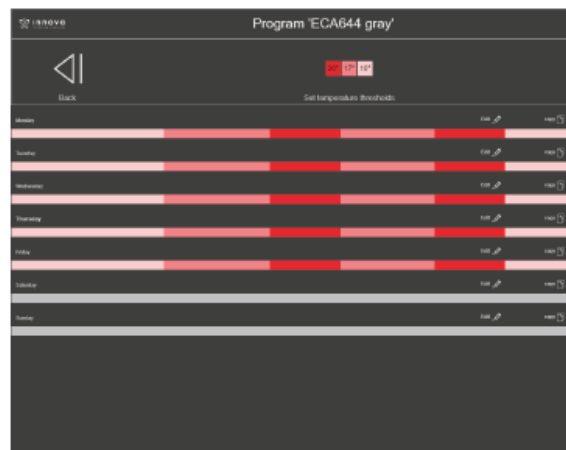 INNOVA
Program 'ECA644 gray'
20° 17° 16°
Back
Set temperature thresholds
Monday Edit copy
Tuesday Edit copy
Wednesday Edit copy
Thursday Edit copy
Friday Edit copy
Saturday Edit copy
Sunday Edit copy